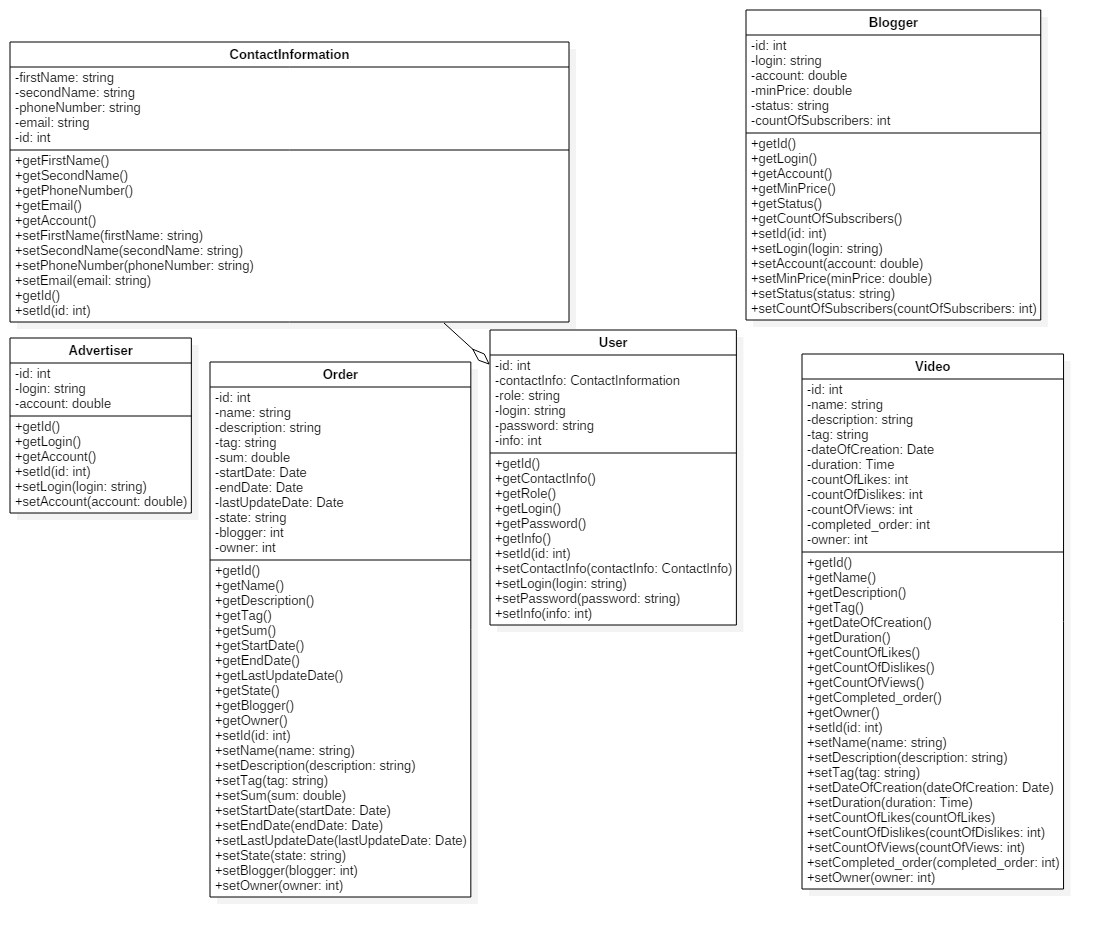 ContactInformation
-firstName: string
-secondName: string
-phoneNumber: string
-email: string
-id: int
+getFirstName()
+getSecondName()
+getPhoneNumber()
+getEmail()
+getAccount()
+setFirstName(firstName: string)
+setSecondName(secondName: string)
+setPhoneNumber(phoneNumber: string)
+setEmail(email: string)
+getId()
+setId(id: int)
Blogger
-id: int
-login: string
-account: double
-minPrice: double
-status: string
-countOfSubscribers: int
+getId()
+getLogin()
+getAccount()
+getMinPrice()
+getStatus()
+getCountOfSubscribers()
+setId(id: int)
+setLogin(login: string)
+setAccount(account: double)
+setMinPrice(minPrice: double)
+setStatus(status: string)
+setCountOfSubscribers(countOfSubscribers: int)
Advertiser
-id: int
-login: string
-account: double
+getId()
+getLogin()
+getAccount()
+setId(id: int)
+setLogin(login: string)
+setAccount(account: double)
Order
-id: int
-name: string
-description: string
-tag: string
-sum: double
-startDate: Date
-endDate: Date
-lastUpdateDate: Date
-state: string
-blogger: int
-owner: int
+getId()
+getName()
+getDescription()
+getTag()
+getSum()
+getStartDate()
+getEndDate()
+getLastUpdateDate()
+getState()
+getBlogger()
+getOwner()
+setId(id: int)
+setName(name: string)
+setDescription(description: string)
+setTag(tag: string)
+setSum(sum: double)
+setStartDate(startDate: Date)
+setEndDate(endDate: Date)
+setLastUpdateDate(lastUpdateDate: Date)
+setState(state: string)
+setBlogger(blogger: int)
+setOwner(owner: int)
User
-id: int
-contactInfo: ContactInformation
-role: string
-login: string
-password: string
-info: int
+getId()
+getContactInfo()
+getRole()
+getLogin()
+getPassword()
+getInfo()
+setId(id: int)
+setContactInfo(contactInfo: ContactInfo)
+setLogin(login: string)
+setPassword(password: string)
+setInfo(info: int)
Video
-id: int
-name: string
-description: string
-tag: string
-dateOfCreation: Date
-duration: Time
-countOfLikes: int
-countOfDislikes: int
-countOfViews: int
-completed_order: int
-owner: int
+getId()
+getName()
+getDescription()
+getTag()
+getDateOfCreation()
+getDuration()
+getCountOfLikes()
+getCountOfDislikes()
+getCountOfViews()
+getCompleted_order()
+getOwner()
+setId(id: int)
+setName(name: string)
+setDescription(description: string)
+setTag(tag: string)
+setDateOfCreation(dateOfCreation: Date)
+setDuration(duration: Time)
+setCountOfLikes(countOfLikes)
+setCountOfDislikes(countOfDislikes: int)
+setCountOfViews(countOfViews: int)
+setCompleted_order(completed_order: int)
+setOwner(owner: int)